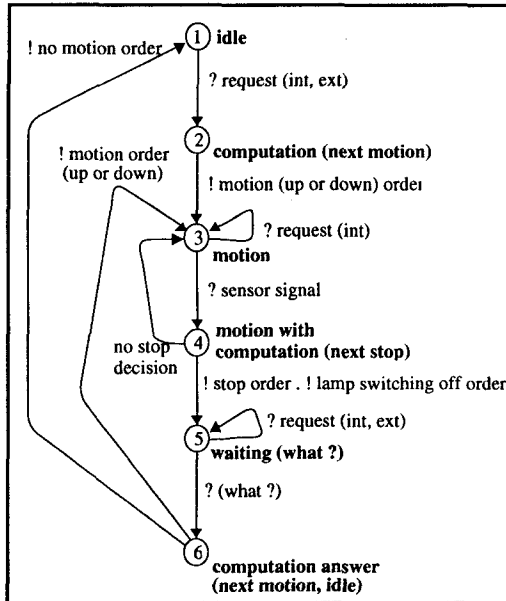 1 idle
! no motion order
? request (int, ext)
2
computation (next motion)
! motion order
(up or down)
! motion (up or down) order
3
? request (int)
motion
? sensor signal
4
motion with
computation (next stop)
no stop
decision
! stop order . ! lamp switching off order
? request (int, ext)
5
waiting (what ?)
? (what ?)
6
computation answer
(next motion, idle)